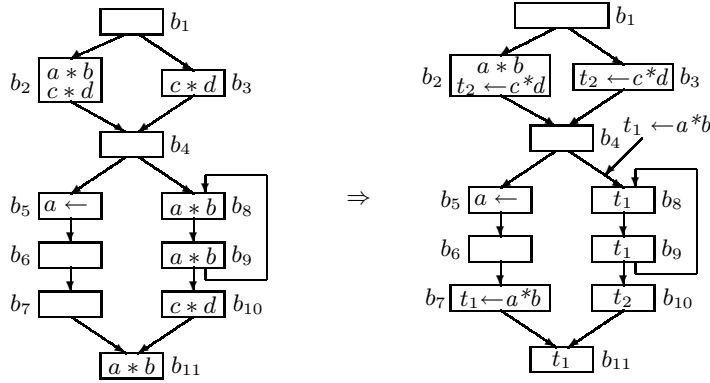 b₁
b₂ a * b
c * d
c * d b₃
b₄
b₅ a ←
a * b b₈
b₆
a * b b₉
b₇
c * d b₁₀
a * b b₁₁
⇒
b₁
b₂ a * b
t₂ ← c*d
t₂ ← c*d b₃
b₄
t₁ ← a*b
b₅ a ←
t₁ b₈
b₆
t₁ b₉
b₇ t₁ ← a*b
t₂ b₁₀
t₁ b₁₁